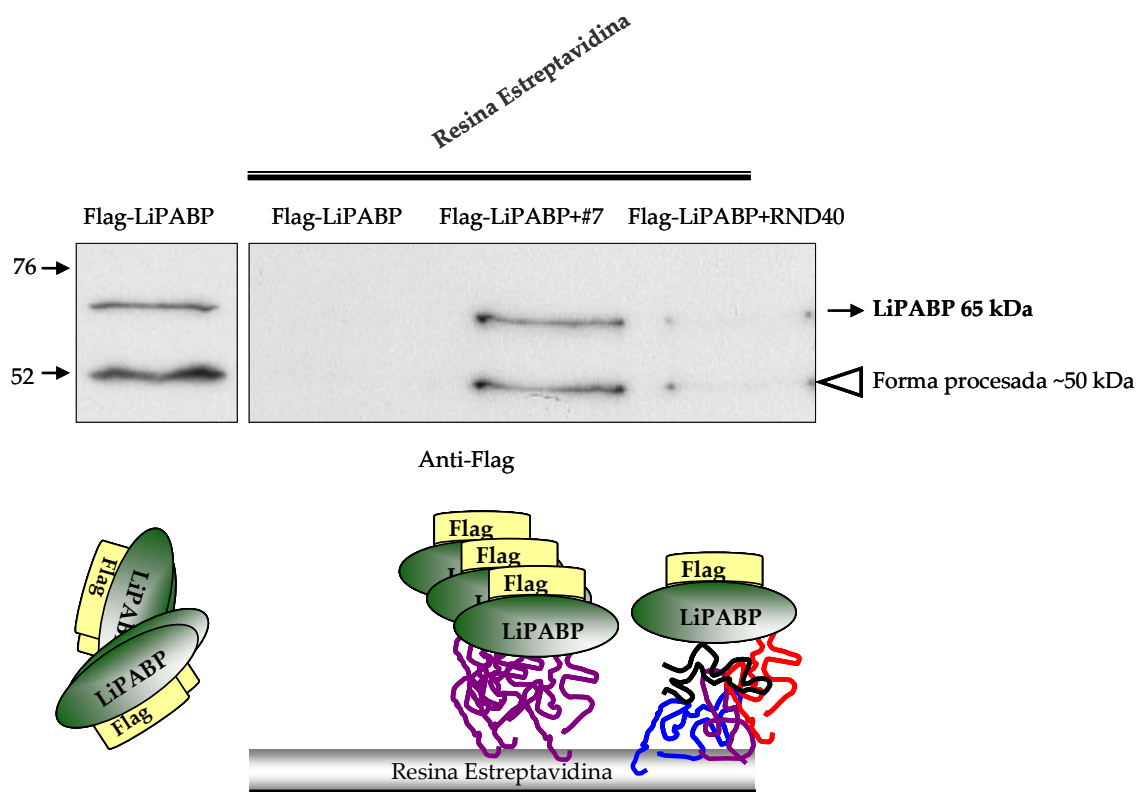 Resina Estreptavidina
Flag-LiPABP
Flag-LiPABP
Flag-LiPABP+#7
Flag-LiPABP+RND40
76
52
LiPABP 65 kDa
Forma procesada ~50 kDa
Anti-Flag
Flag
LiPAB
LiPABP
Flag
Flag
L
Flag
L
Flag
LiPABP
Flag
LiPABP
Resina Estreptavidina